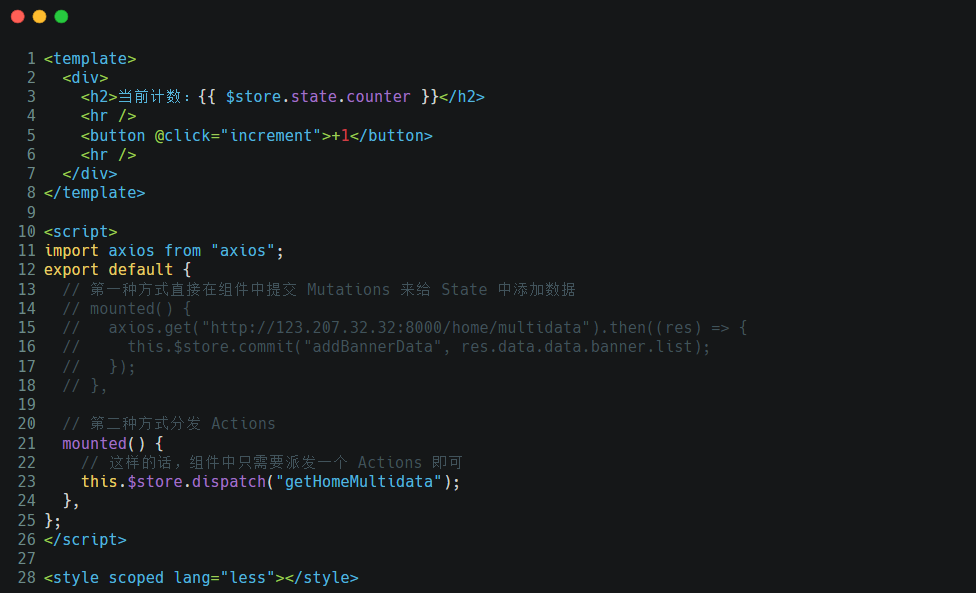 1 <template>
2   <div>
3     <h2>当前计数：{{ $store.state.counter }}</h2>
4     <hr />
5     <button @click="increment">+1</button>
6     <hr />
7   </div>
8 </template>
9
10 <script>
11 import axios from "axios";
12 export default {
13   // 第一种方式直接在组件中提交 Mutations 来给 State 中添加数据
14   // mounted() {
15   //   axios.get("http://123.207.32.32:8000/home/multidata").then((res) => {
16   //     this.$store.commit("addBannerData", res.data.data.banner.list);
17   //   });
18   // },
19
20   // 第二种方式分发 Actions
21   mounted() {
22     // 这样的话，组件中只需要派发一个 Actions 即可
23     this.$store.dispatch("getHomeMultidata");
24   },
25 };
26 </script>
27
28 <style scoped lang="less"></style>